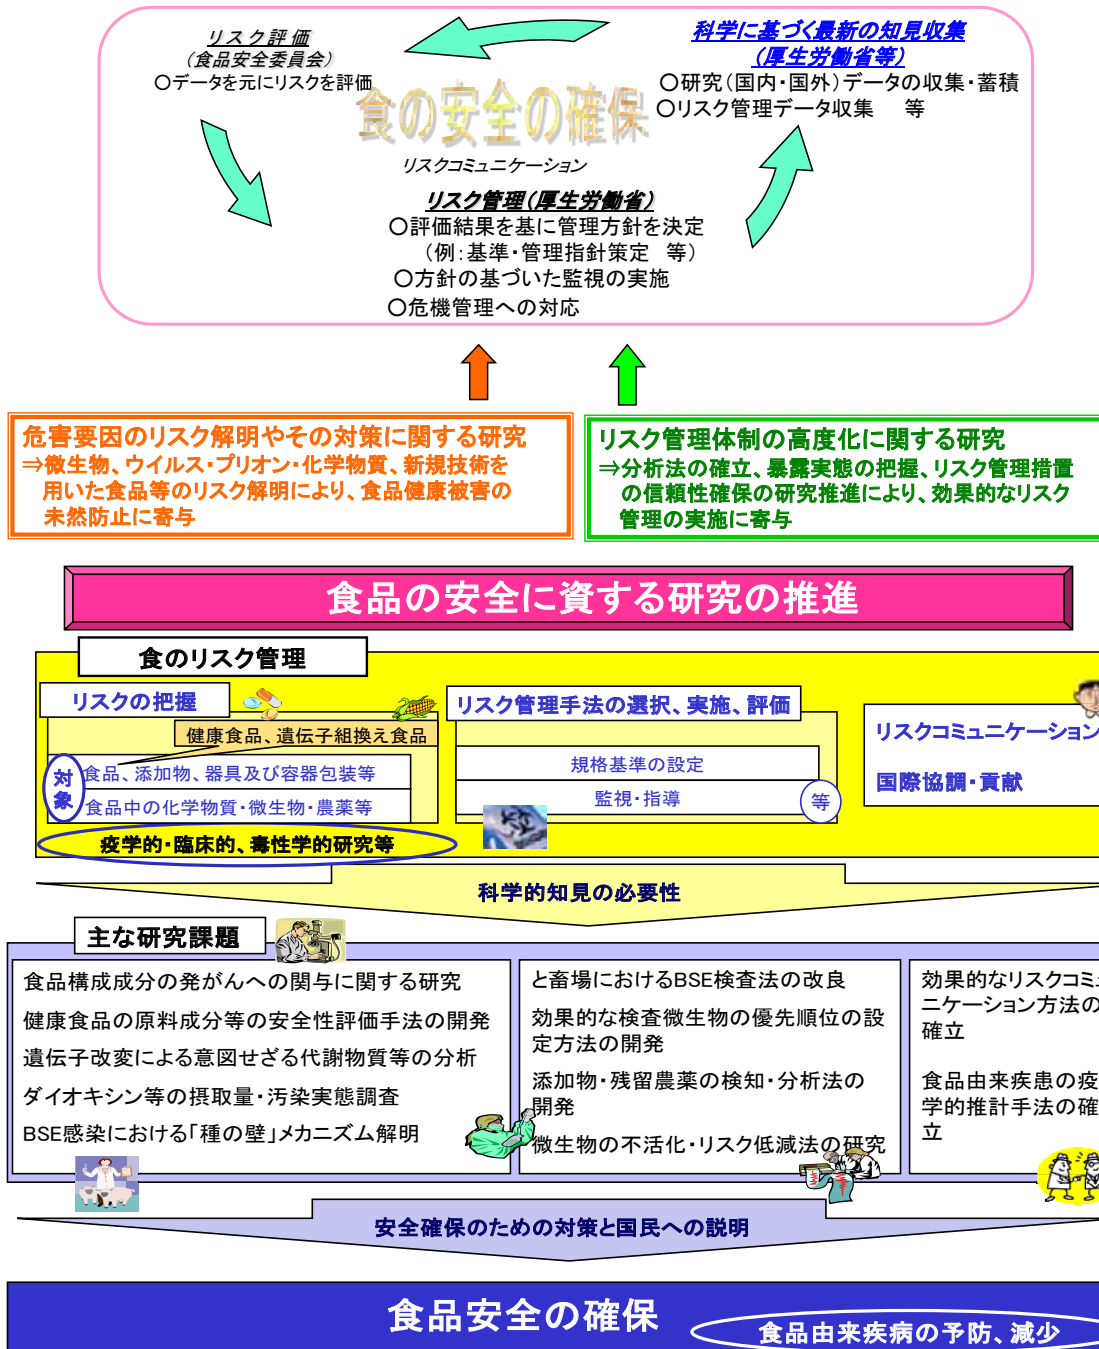 リスク評価
(食品安全委員会)
○データを元にリスクを評価
科学に基づく最新の知見収集
(厚生労働省等)
○研究(国内・国外)データの収集・蓄積
○リスク管理データ収集　等
食の安全の確保
リスクコミュニケーション
リスク管理(厚生労働省)
○評価結果を基に管理方針を決定
(例：基準・管理指針策定　等)
○方針の基づいた監視の実施
○危機管理への対応
危害要因のリスク解明やその対策に関する研究
⇒微生物、ウイルス・プリオン・化学物質、新規技術を
用いた食品等のリスク解明により、食品健康被害の
未然防止に寄与
リスク管理体制の高度化に関する研究
⇒分析法の確立、暴露実態の把握、リスク管理措置
の信頼性確保の研究推進により、効果的なリスク
管理の実施に寄与
食品の安全に資する研究の推進
食のリスク管理
リスクの把握
健康食品、遺伝子組換え食品
対象
食品、添加物、器具及び容器包装等
食品中の化学物質・微生物・農薬等
疫学的・臨床的、毒性学的研究等
リスク管理手法の選択、実施、評価
規格基準の設定
監視・指導
等
リスクコミュニケーション
国際協調・貢献
科学的知見の必要性
主な研究課題
食品構成成分の発がんへの関与に関する研究
健康食品の原料成分等の安全性評価手法の開発
遺伝子改変による意図せざる代謝物質等の分析
ダイオキシン等の摂取量・汚染実態調査
BSE感染における「種の壁」メカニズム解明
と畜場におけるBSE検査法の改良
効果的な検査微生物の優先順位の設
定方法の開発
添加物・残留農薬の検知・分析法の
開発
微生物の不活化・リスク低減法の研究
効果的なリスクコミュ
ニケーション方法の
確立
食品由来疾患の疫
学的推計手法の確
立
安全確保のための対策と国民への説明
食品安全の確保
食品由来疾病の予防、減少